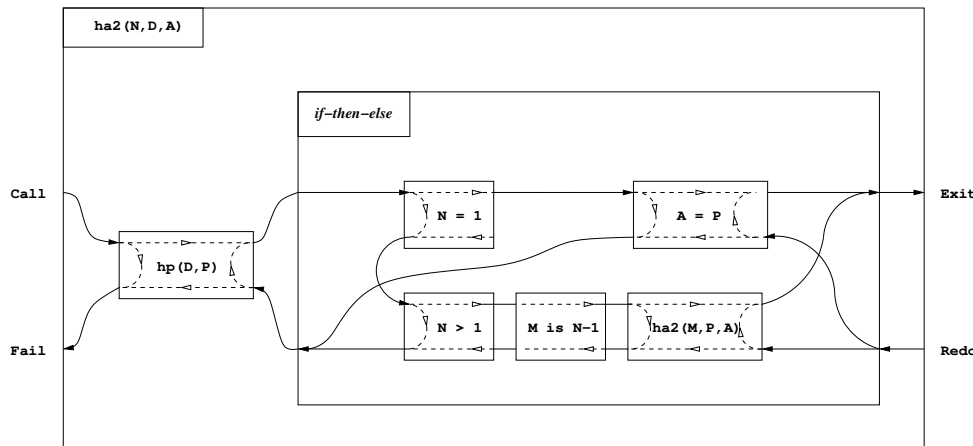 ha2(N,D,A)
if−then−else
Call
Exit
N = 1
A = P
hp(D,P)
N > 1
M is N−1
ha2(M,P,A)
Fail
Redo